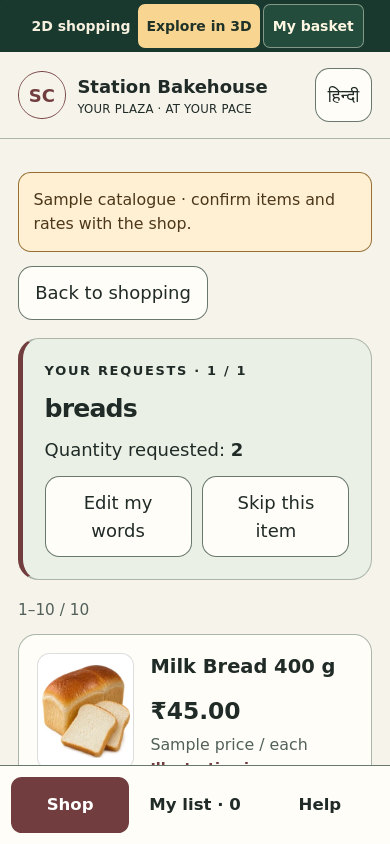 2D shopping
Explore in 3D
My basket
SC
Station Bakehouse
YOUR PLAZA · AT YOUR PACE
हिन्दी
Sample catalogue · confirm items and
rates with the shop.
Back to shopping
YOUR REQUESTS · 1 / 1
breads
Quantity requested: 2
Edit my
words
Skip this
item
1–10 / 10
Milk Bread 400 g
₹45.00
Sample price / each
Shop
My list · 0
Help